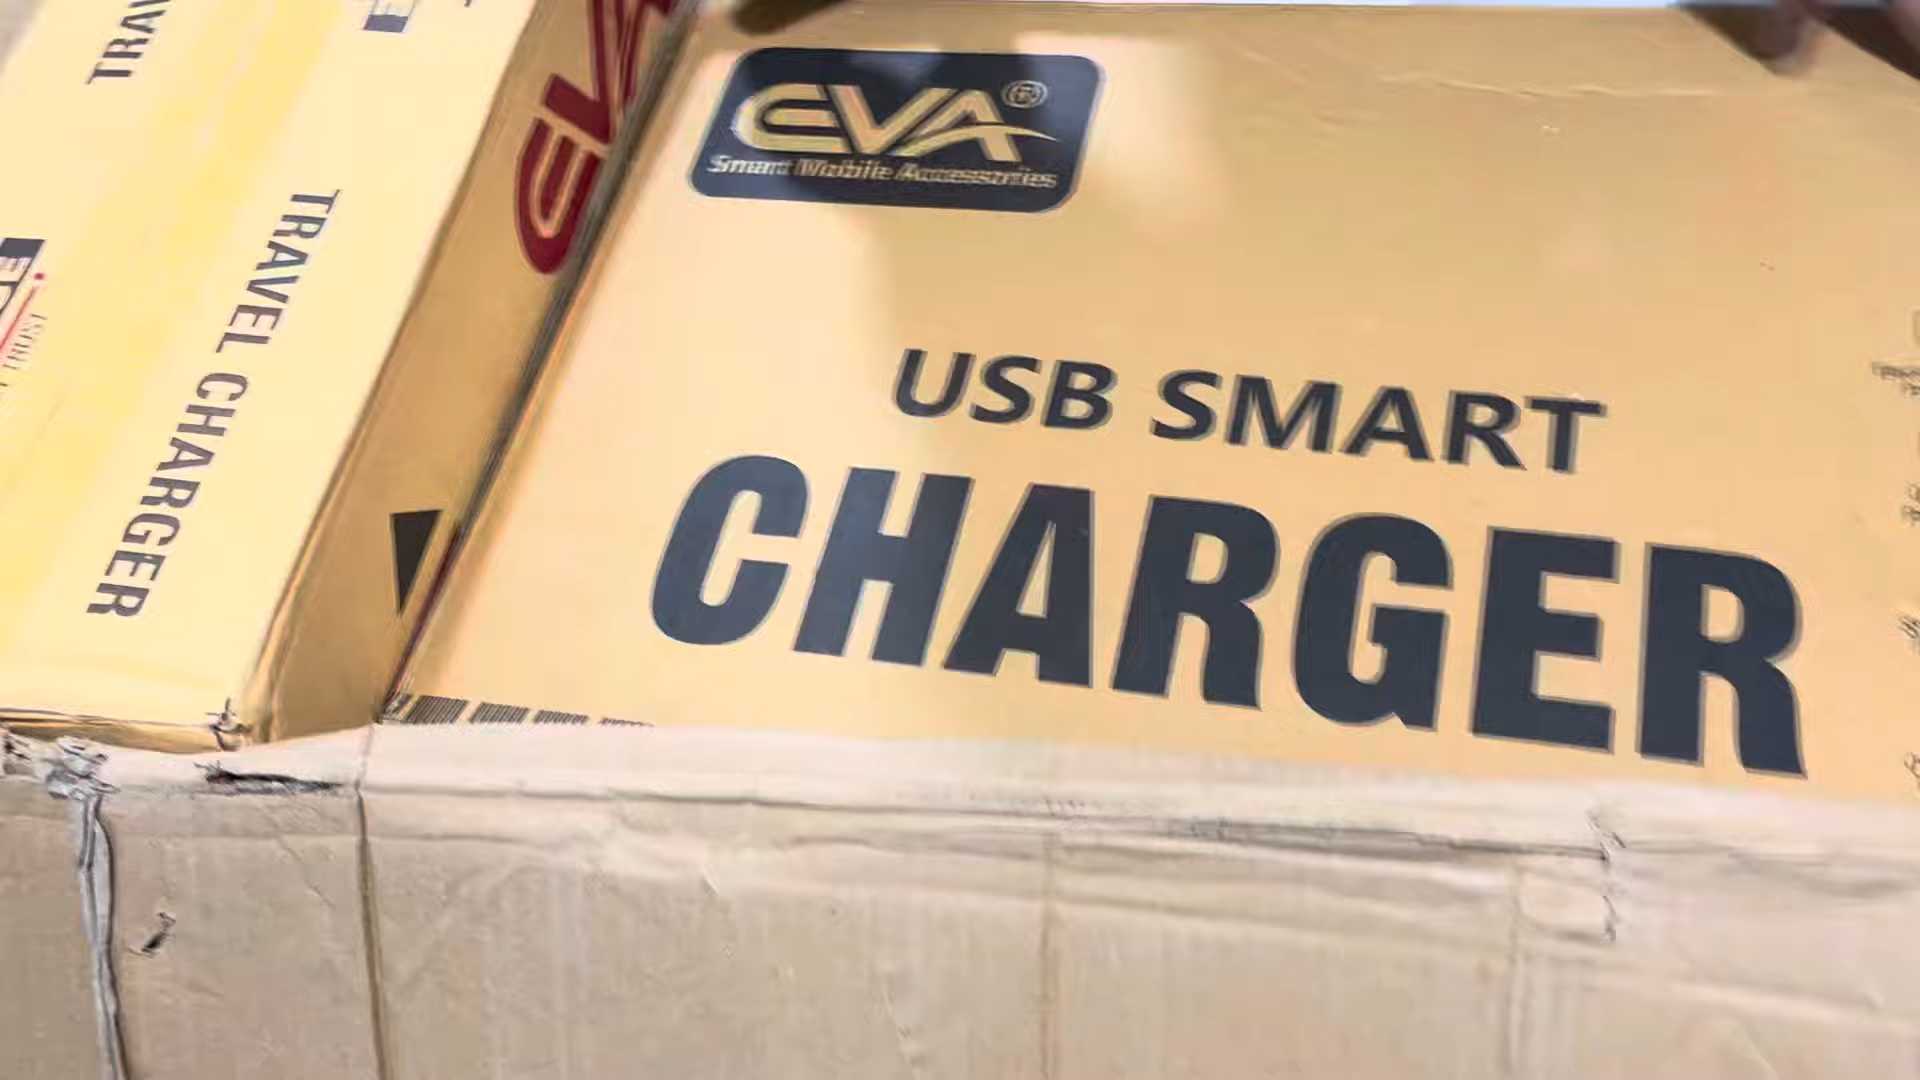 TRAVEL CHARGER
EVA
EVA ®
Smart Mobile Accessories
USB SMART
CHARGER